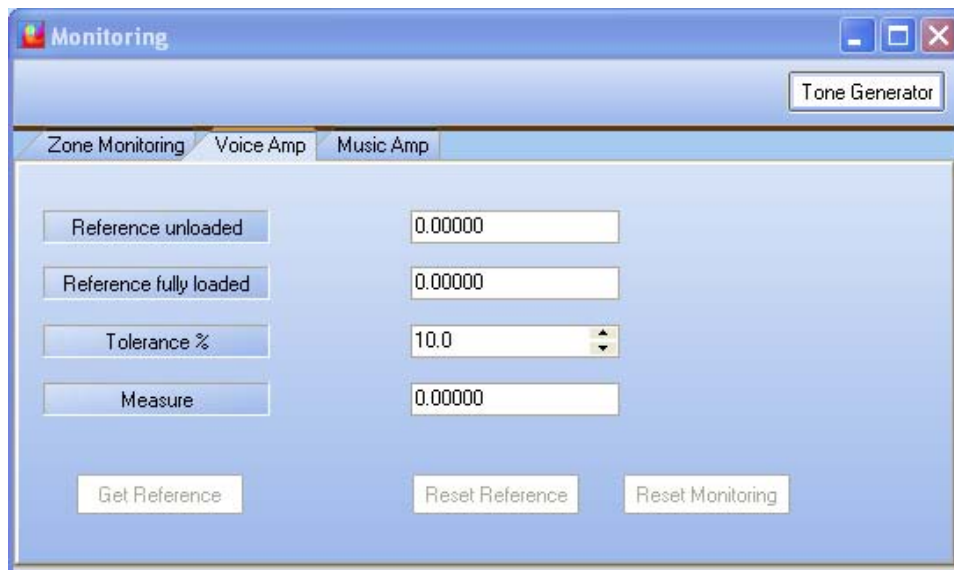 Monitoring
Tone Generator
Zone Monitoring Voice Amp Music Amp
Reference unloaded 0.00000
Reference fully loaded 0.00000
Tolerance % 10.0
Measure 0.00000
Get Reference Reset Reference Reset Monitoring